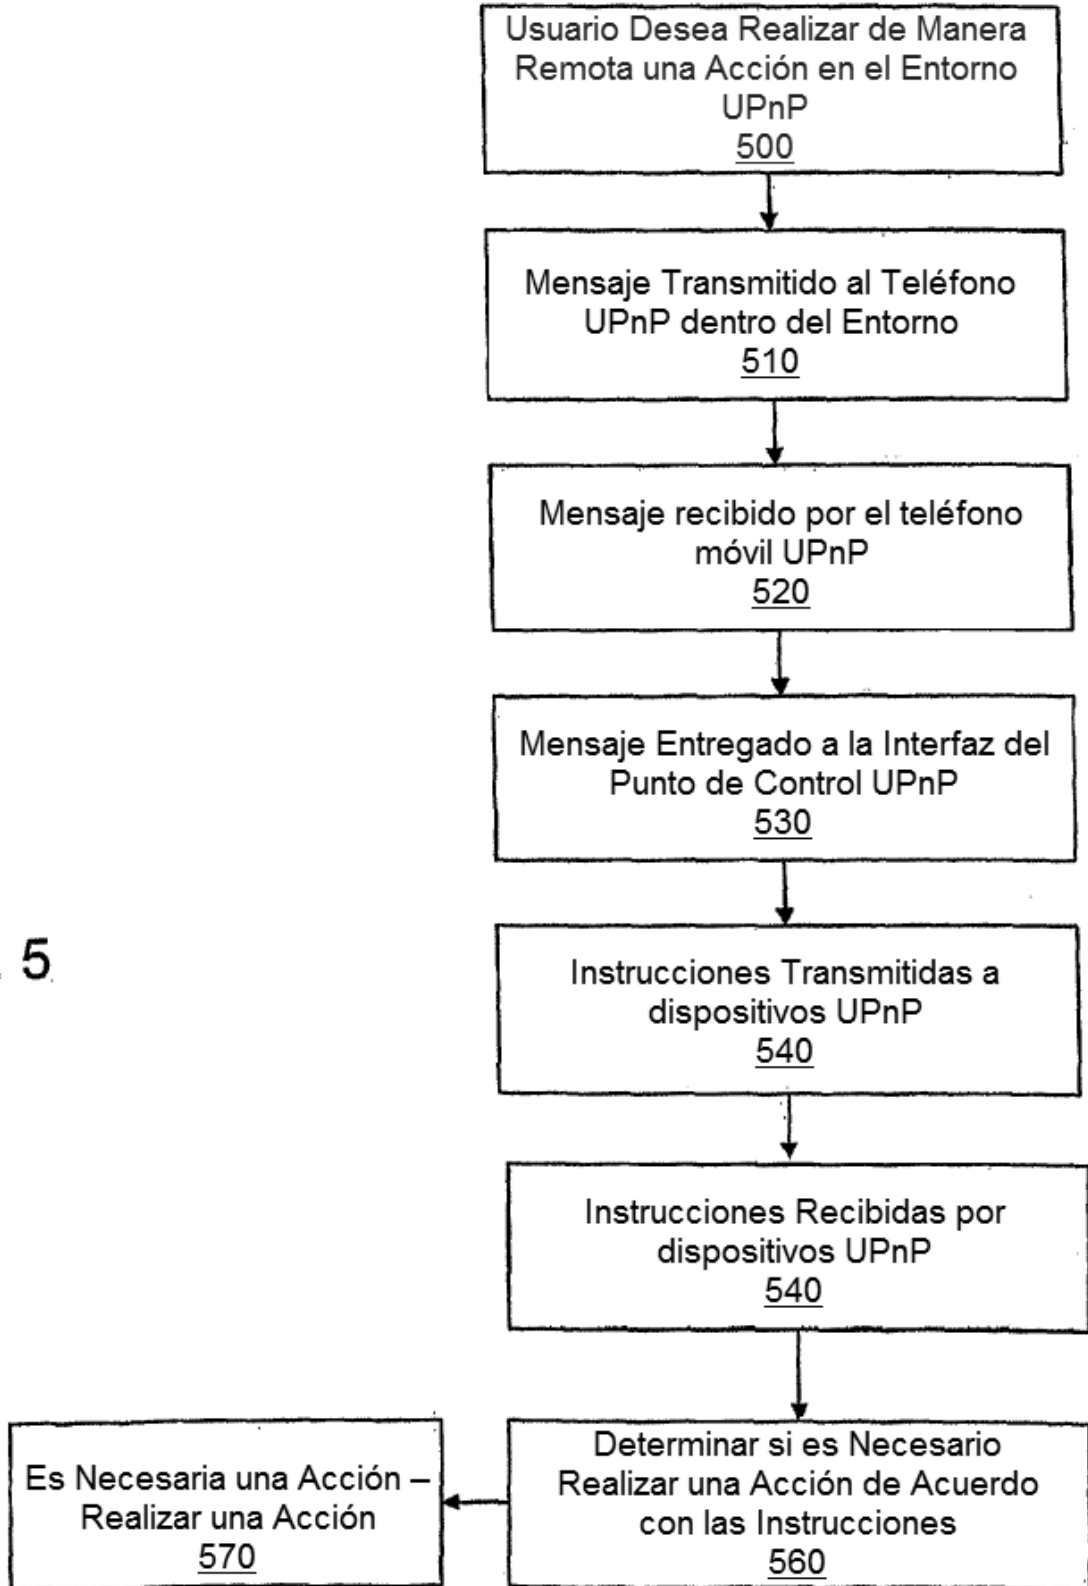 Usuario Desea Realizar de Manera
Remota una Acción en el Entorno
UPnP
500
Mensaje Transmitido al Teléfono
UPnP dentro del Entorno
510
Mensaje recibido por el teléfono
móvil UPnP
520
Mensaje Entregado a la Interfaz del
Punto de Control UPnP
530
5
Instrucciones Transmitidas a
dispositivos UPnP
540
Instrucciones Recibidas por
dispositivos UPnP
540
Determinar si es Necesario
Realizar una Acción de Acuerdo
con las Instrucciones
560
Es Necesaria una Acción –
Realizar una Acción
570